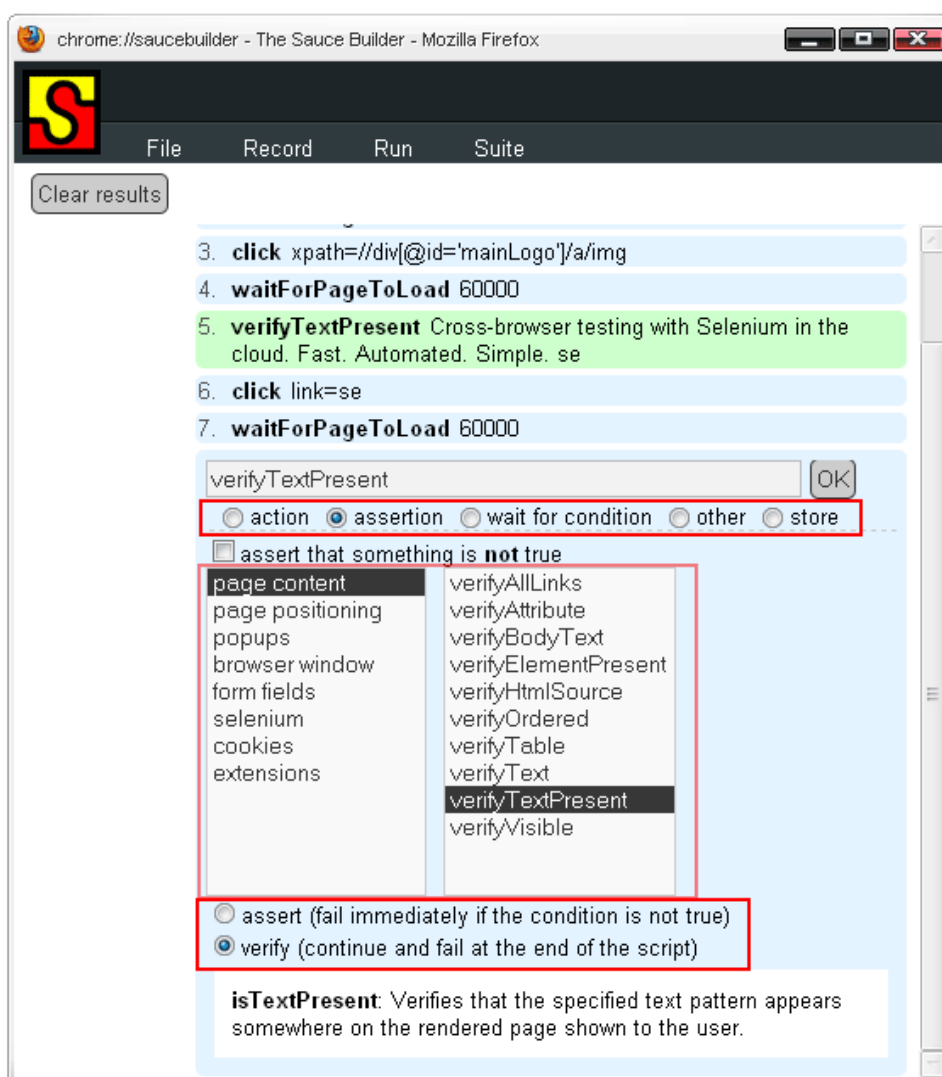 chrome://saucebuilder - The Sauce Builder - Mozilla Firefox
File Record Run Suite
Clear results
3. click xpath=//div[@id='mainLogo']/a/img
4. waitForPageToLoad 60000
5. verifyTextPresent Cross-browser testing with Selenium in the
cloud. Fast. Automated. Simple. se
6. click link=se
7. waitForPageToLoad 60000
verifyTextPresent OK
action assertion wait for condition other store
assert that something is not true
page content
page positioning
popups
browser window
form fields
selenium
cookies
extensions
verifyAllLinks
verifyAttribute
verifyBodyText
verifyElementPresent
verifyHtmlSource
verifyOrdered
verifyTable
verifyText
verifyTextPresent
verifyVisible
assert (fail immediately if the condition is not true)
verify (continue and fail at the end of the script)
isTextPresent: Verifies that the specified text pattern appears
somewhere on the rendered page shown to the user.